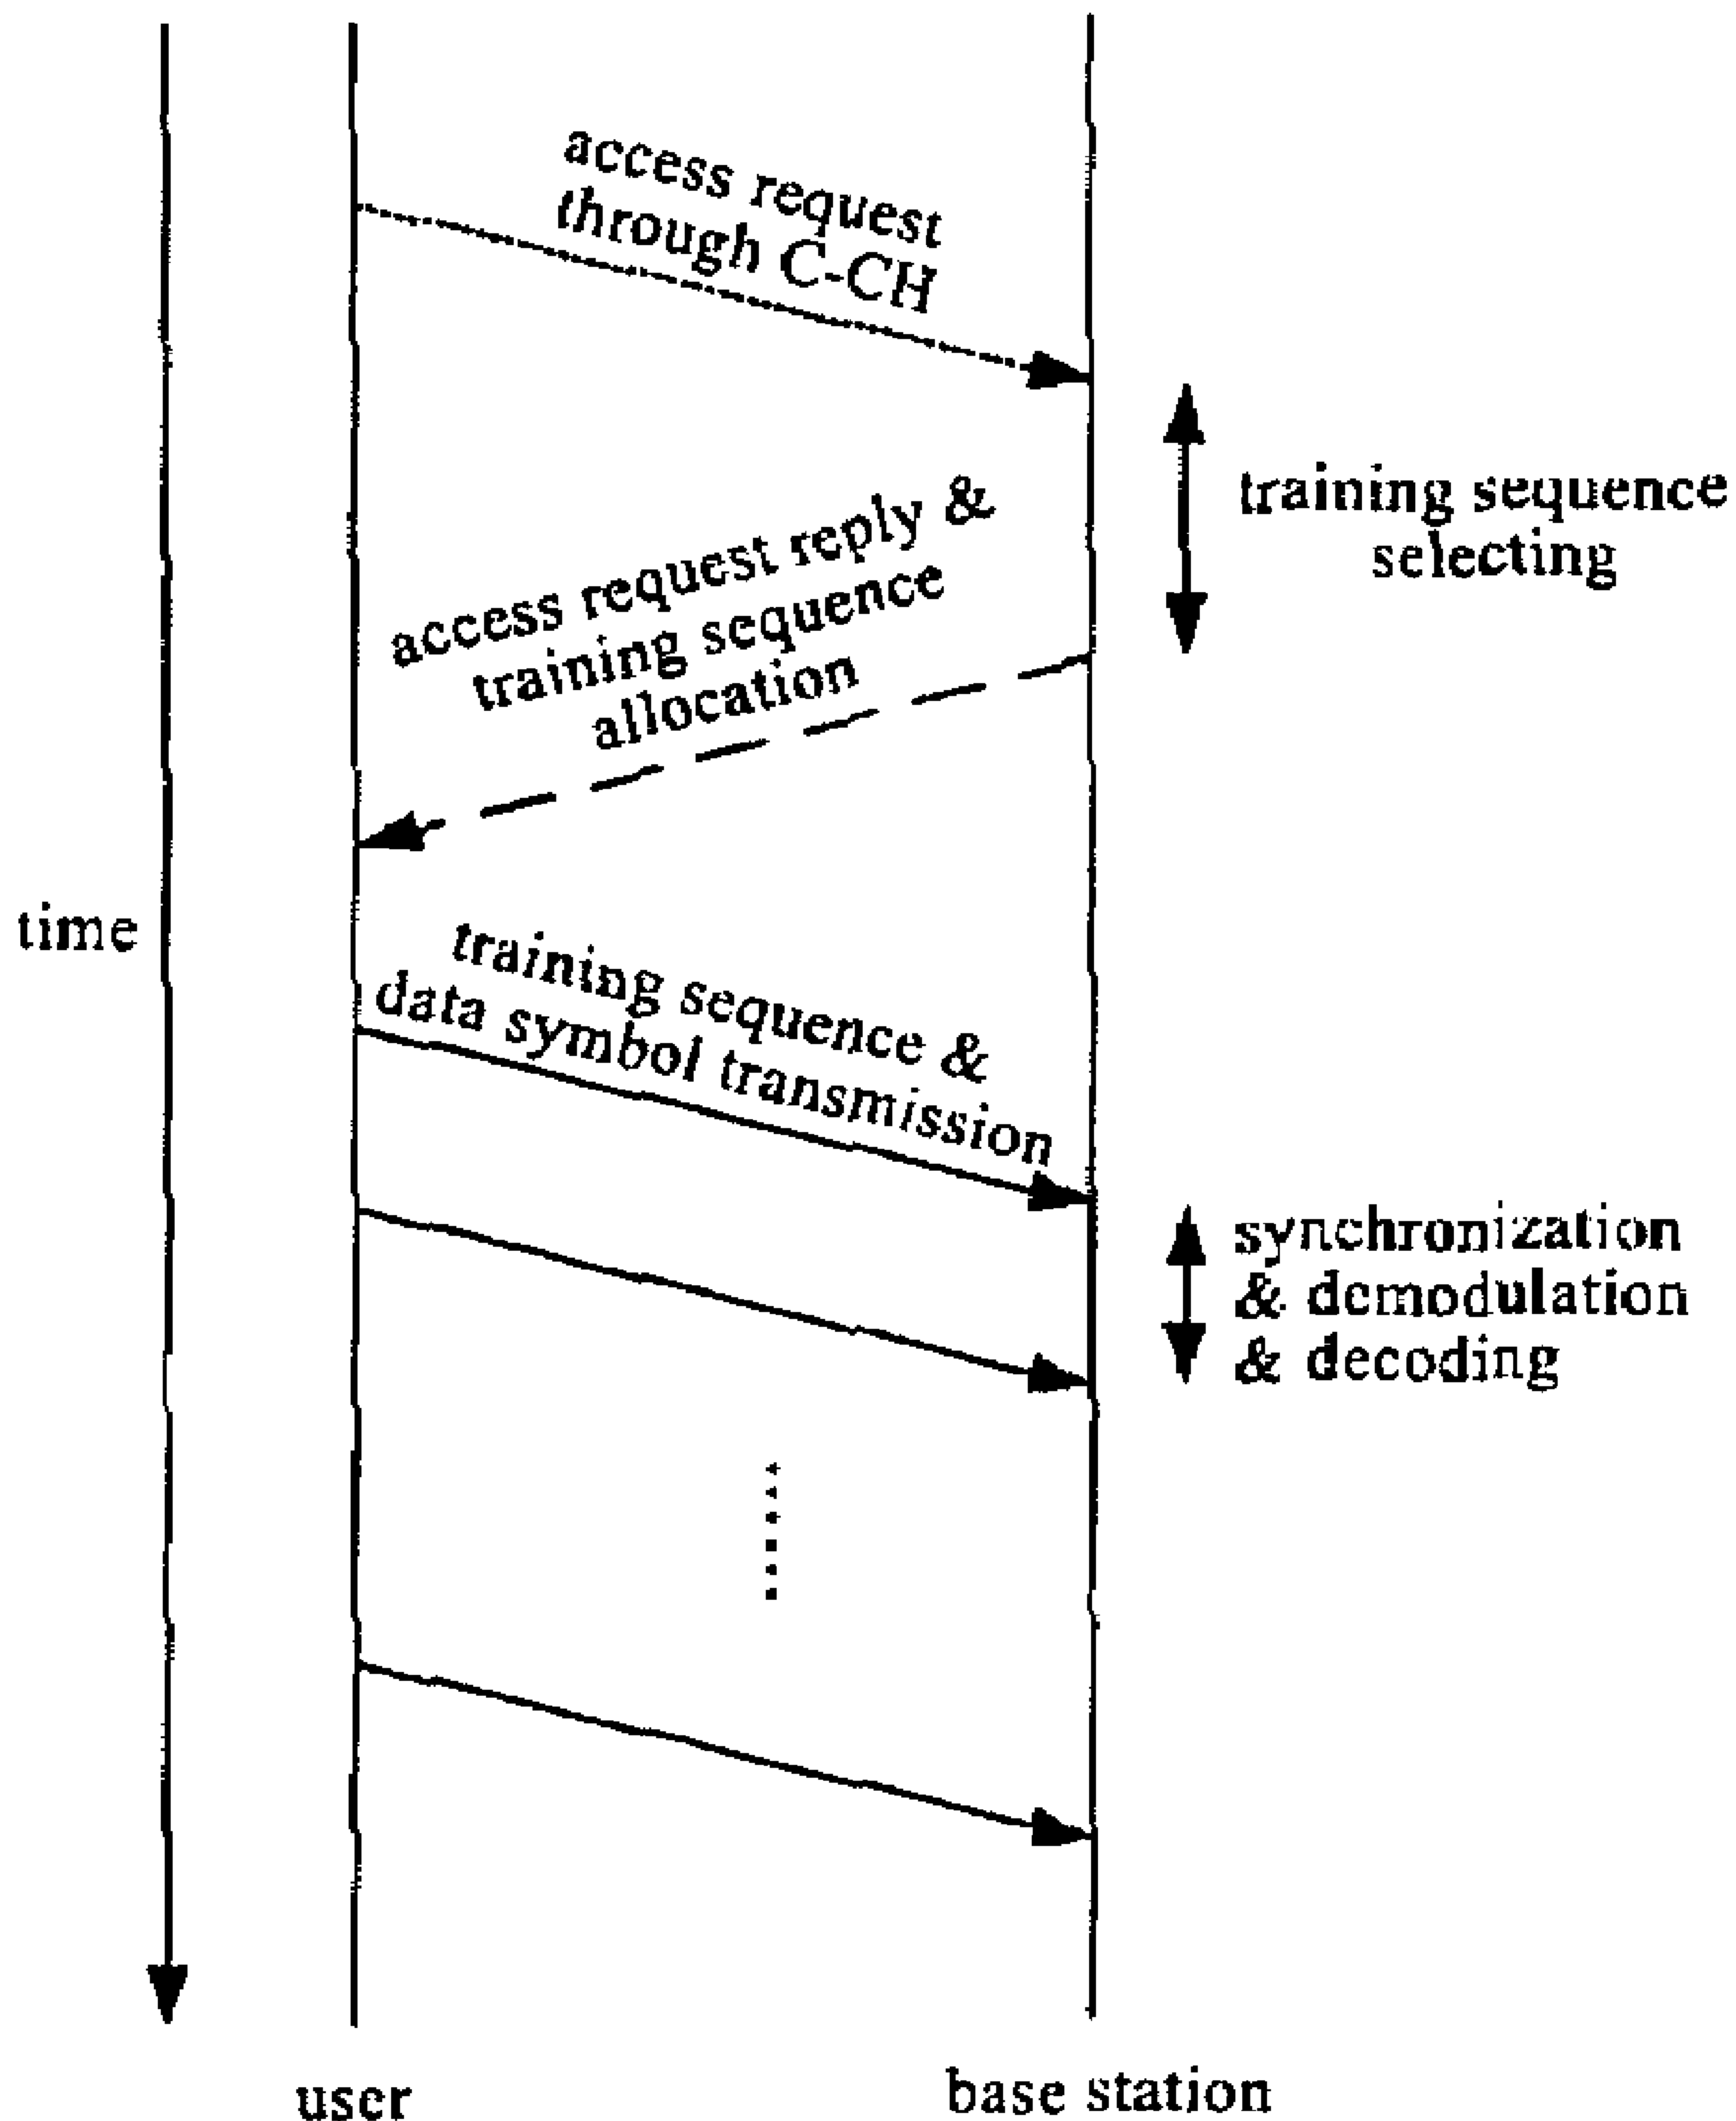 access request
through C-CH
training sequence
selecting
access request reply &
training sequence
allocation
time
training sequence &
data symbol transmission
synchronization
& demodulation
& decoding
user
base station